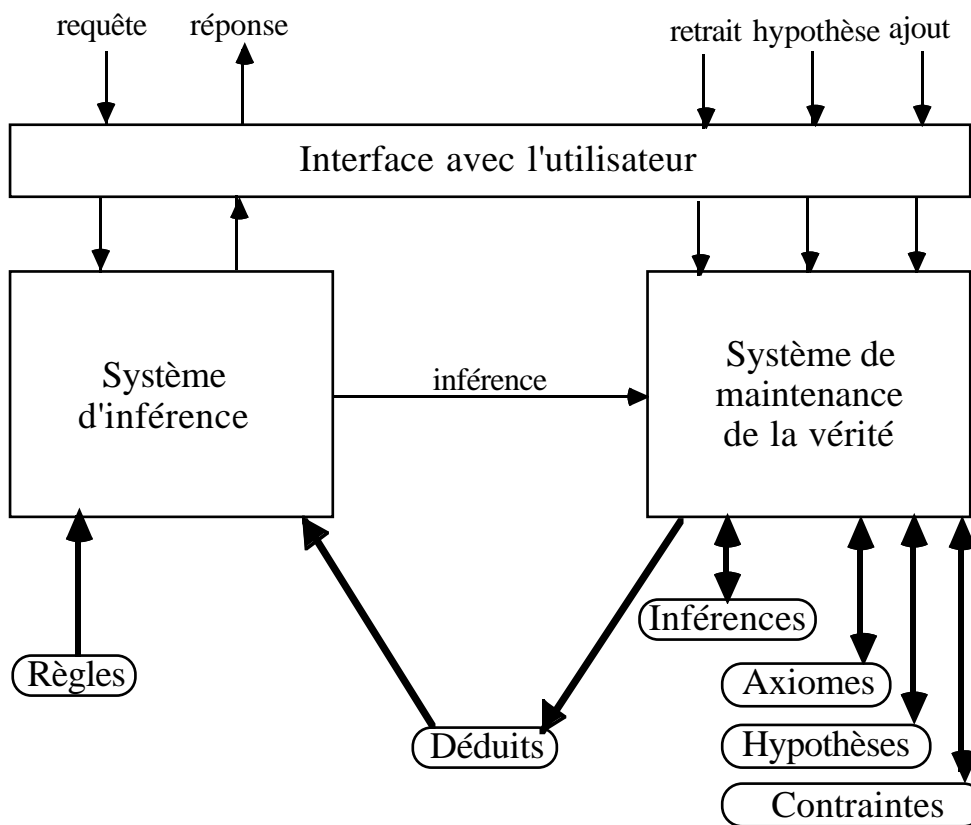 requête réponse retrait hypothèse ajout
Interface avec l'utilisateur
Système
d'inférence
inférence
Système de
maintenance
de la vérité
Inférences
Règles
Axiomes
Déduits
Hypothèses
Contraintes